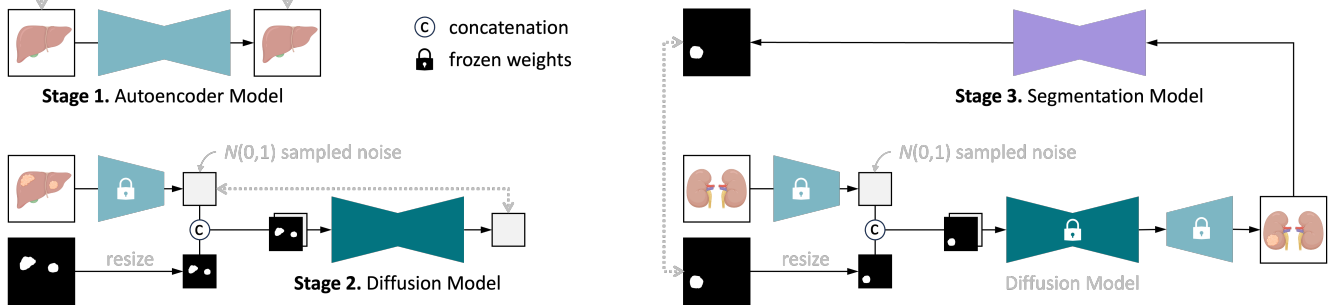 C concatenation
frozen weights
Stage 1. Autoencoder Model
Stage 3. Segmentation Model
N(0,1) sampled noise
C
resize
Stage 2. Diffusion Model
N(0,1) sampled noise
C
resize
Diffusion Model